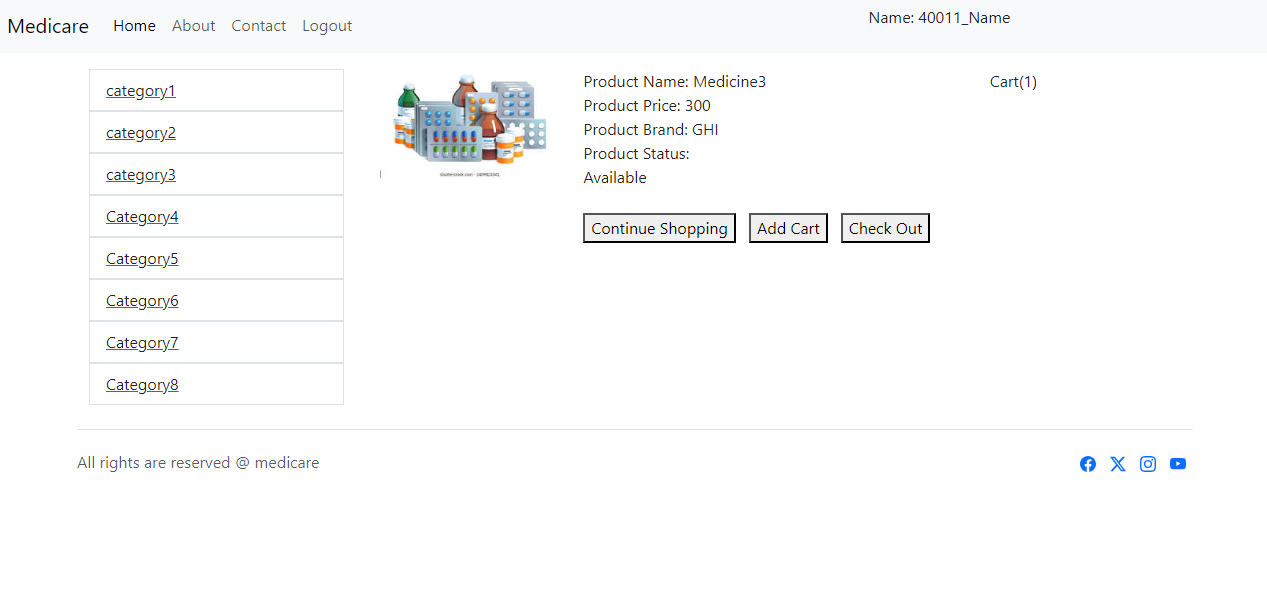 Medicare Home About Contact Logout Name: 40011_Name
category1
category2
category3
Category4
Category5
Category6
Category7
Category8
Product Name: Medicine3
Product Price: 300
Product Brand: GHI
Product Status:
Available
Continue Shopping Add Cart Check Out
Cart(1)
All rights are reserved @ medicare